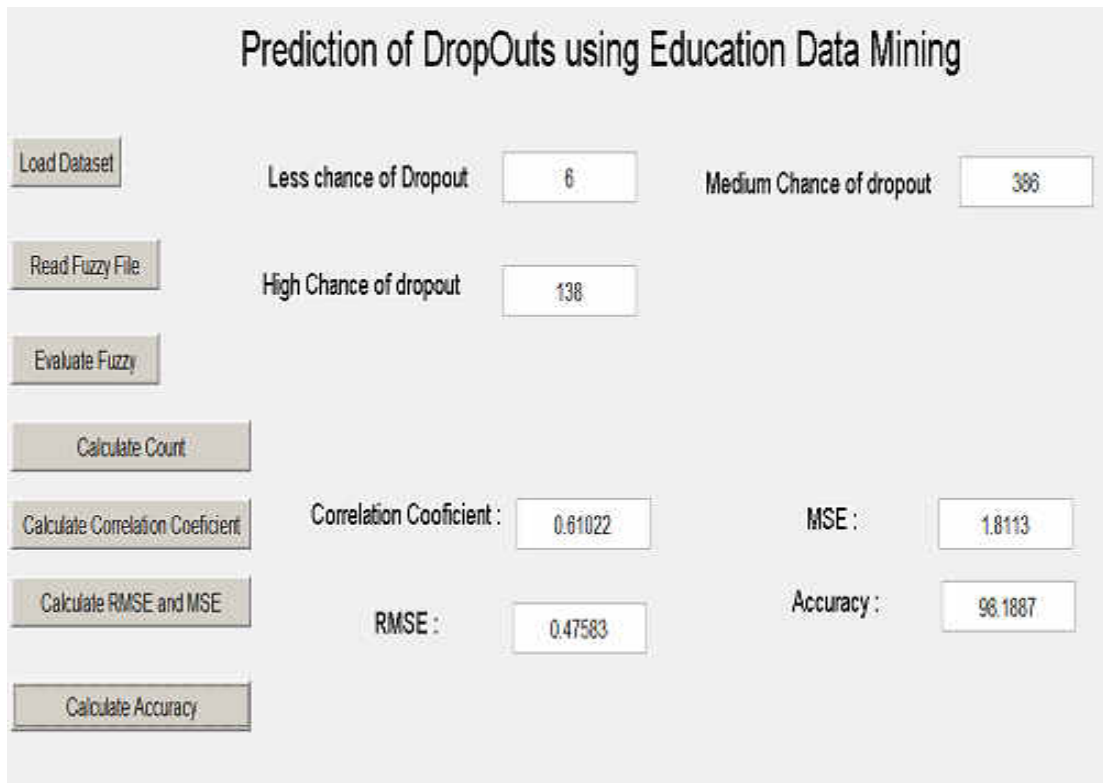 Prediction of DropOuts using Education Data Mining
Load Dataset
Less chance of Dropout 6
Medium Chance of dropout 386
Read Fuzzy File
High Chance of dropout 138
Evaluate Fuzzy
Calculate Count
Calculate Correlation Coeficient
Correlation Cooficient : 0.61022
MSE : 1.8113
Calculate RMSE and MSE
RMSE : 0.47583
Accuracy : 98.1887
Calculate Accuracy